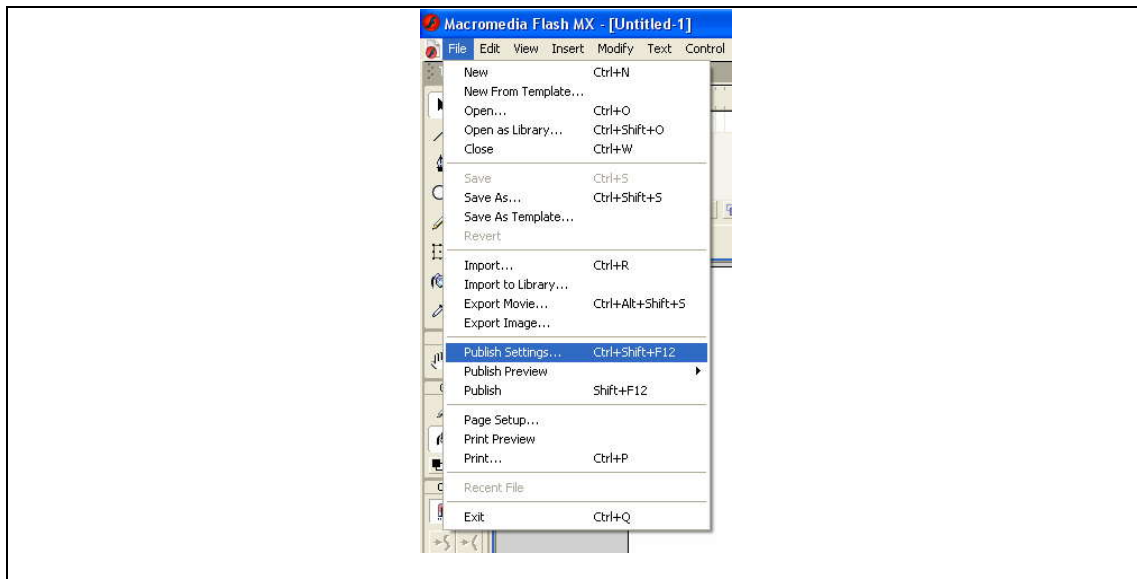 Macromedia Flash MX - [Untitled-1]
File Edit View Insert Modify Text Control
New Ctrl+N
New From Template...
Open... Ctrl+O
Open as Library... Ctrl+Shift+O
Close Ctrl+W
Save Ctrl+S
Save As... Ctrl+Shift+S
Save As Template...
Revert
Import... Ctrl+R
Import to Library...
Export Movie... Ctrl+Alt+Shift+S
Export Image...
Publish Settings... Ctrl+Shift+F12
Publish Preview
Publish Shift+F12
Page Setup...
Print Preview
Print... Ctrl+P
Recent File
Exit Ctrl+Q